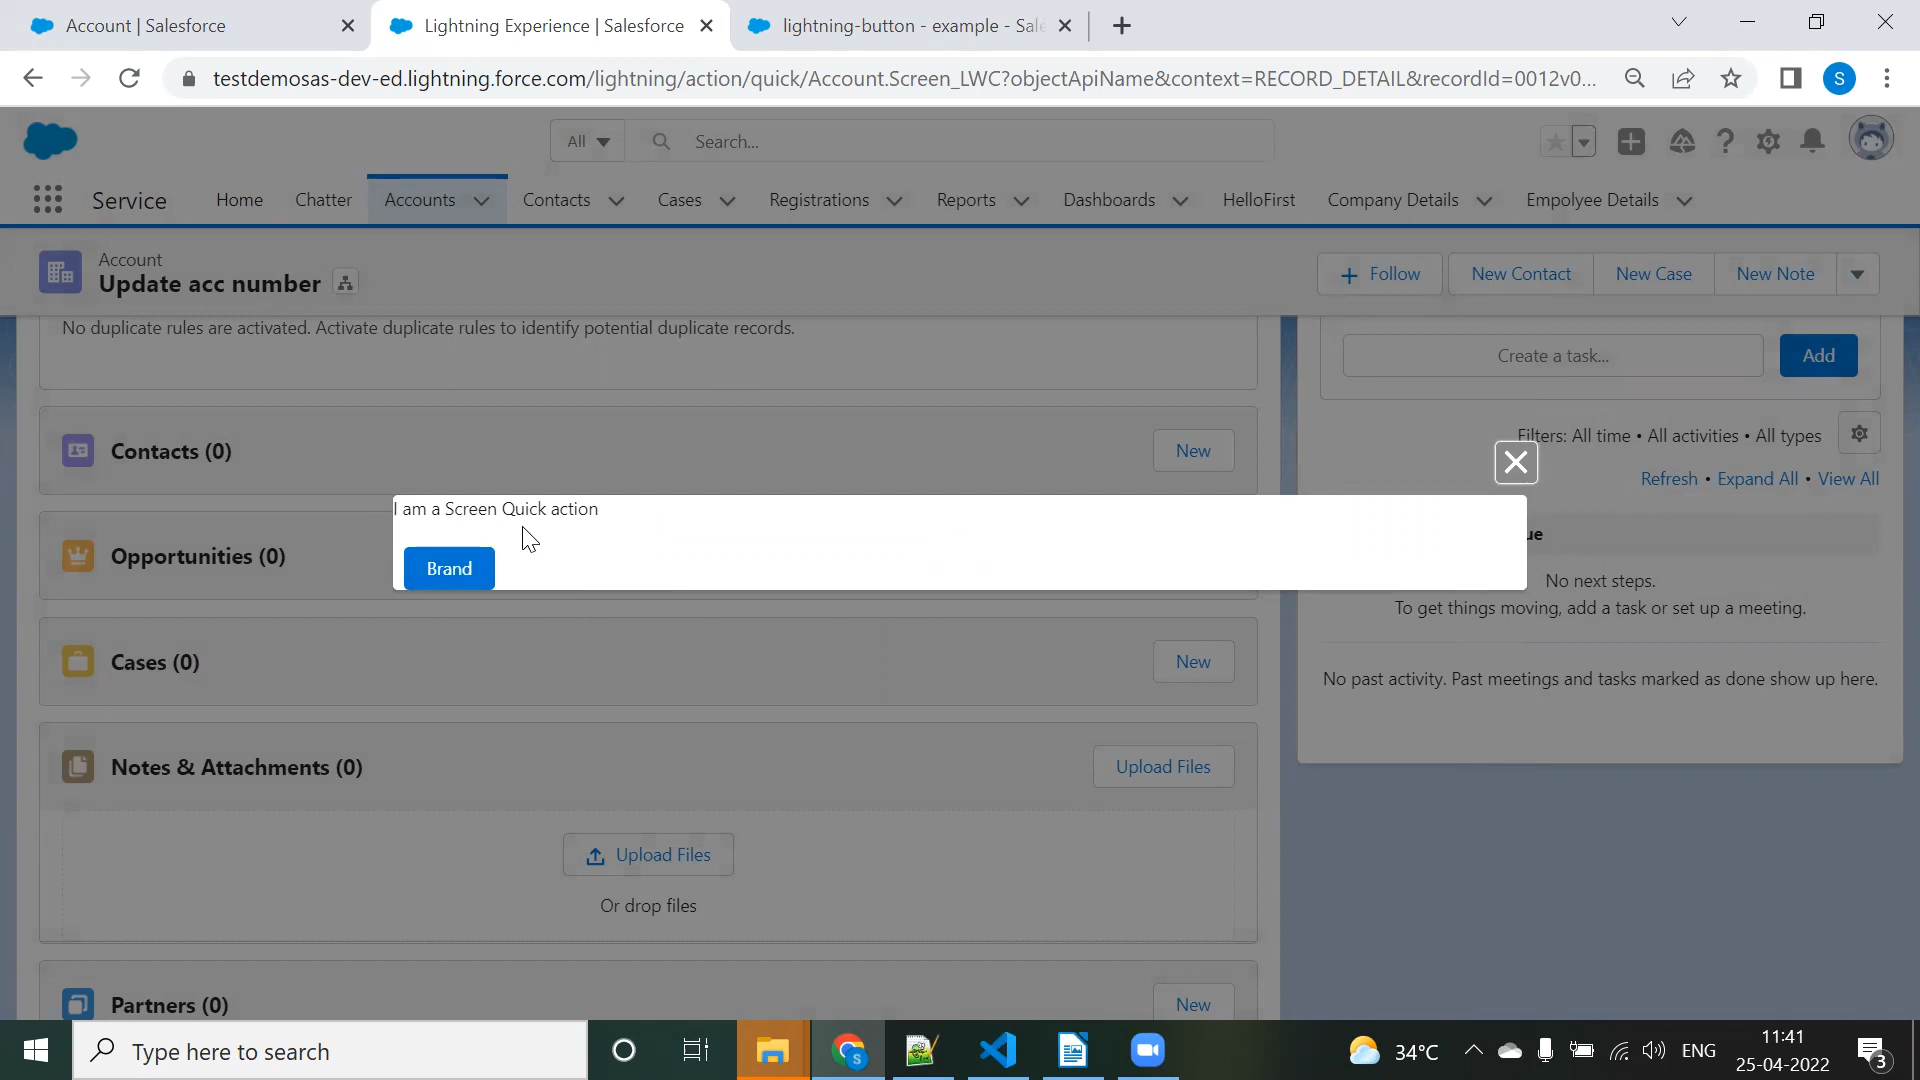 Account | Salesforce
Lightning Experience | Salesforce
lightning-button - example - Sale
testdemosas-dev-ed.lightning.force.com/lightning/action/quick/Account.Screen_LWC?objectApiName&context=RECORD_DETAIL&recordId=0012v0...
S
All
Search...
Service
Home
Chatter
Accounts
Contacts
Cases
Registrations
Reports
Dashboards
HelloFirst
Company Details
Empolyee Details
Account
Update acc number
Follow
New Contact
New Case
New Note
No duplicate rules are activated. Activate duplicate rules to identify potential duplicate records.
Create a task...
Add
Contacts (0)
New
Filters: All time • All activities • All types
Refresh • Expand All • View All
I am a Screen Quick action
ue
Opportunities (0)
Brand
No next steps.
To get things moving, add a task or set up a meeting.
Cases (0)
New
No past activity. Past meetings and tasks marked as done show up here.
Notes & Attachments (0)
Upload Files
Upload Files
Or drop files
Partners (0)
New
Type here to search
S
34°C
ENG
11:41
25-04-2022
3